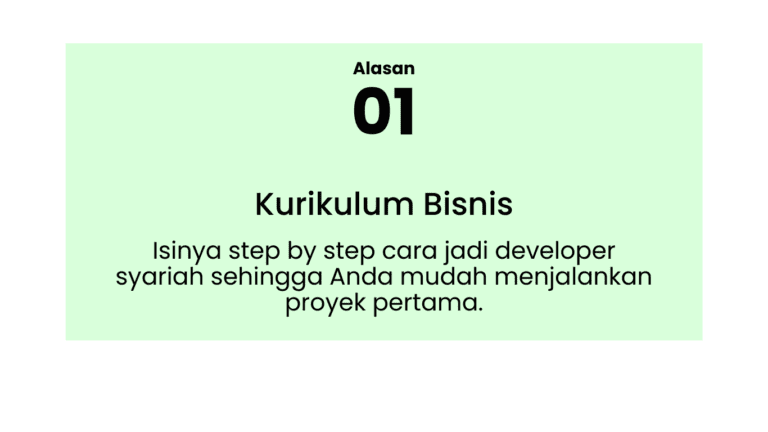 Alasan
01
Kurikulum Bisnis
Isinya step by step cara jadi developer
syariah sehingga Anda mudah menjalankan
proyek pertama.